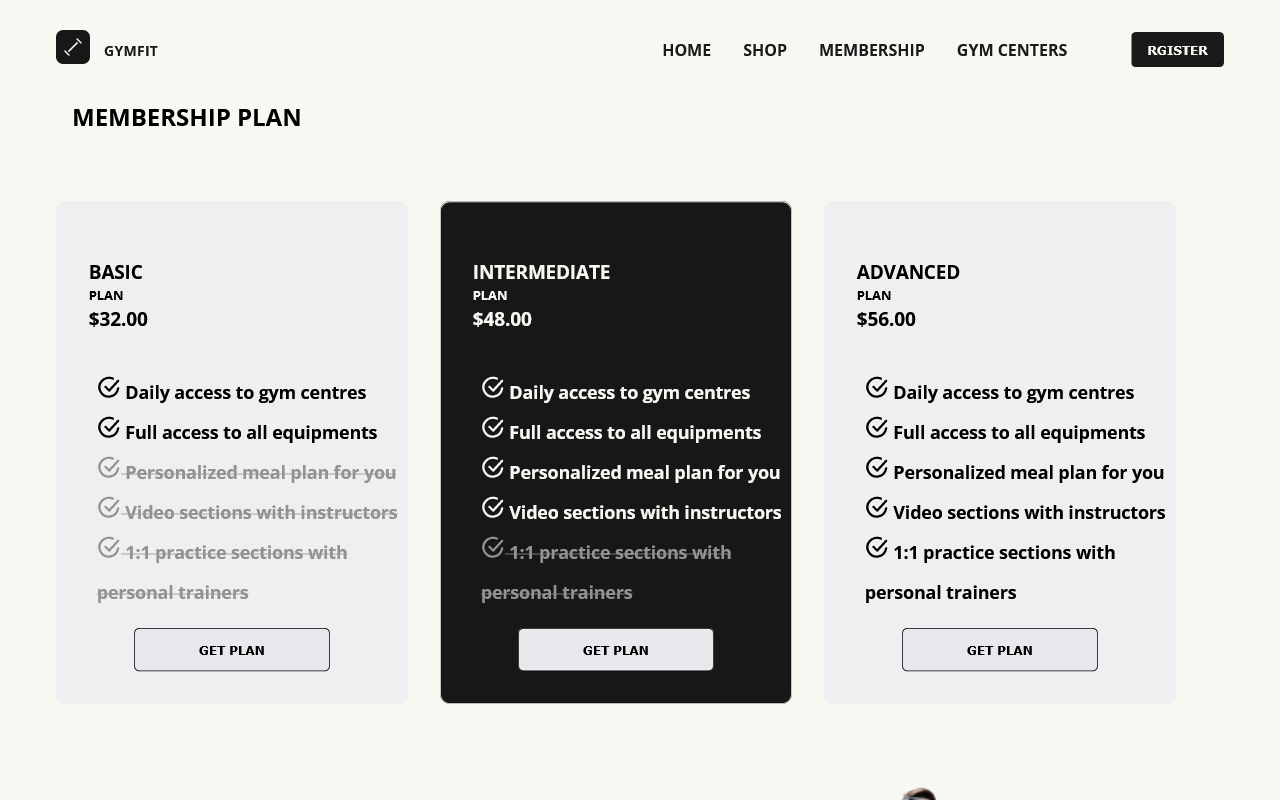 GYMFIT
HOME SHOP MEMBERSHIP GYM CENTERS RGISTER
MEMBERSHIP PLAN
BASIC
PLAN
$32.00
Daily access to gym centres
Full access to all equipments
Personalized meal plan for you
Video sections with instructors
1:1 practice sections with
personal trainers
GET PLAN
INTERMEDIATE
PLAN
$48.00
Daily access to gym centres
Full access to all equipments
Personalized meal plan for you
Video sections with instructors
1:1 practice sections with
personal trainers
GET PLAN
ADVANCED
PLAN
$56.00
Daily access to gym centres
Full access to all equipments
Personalized meal plan for you
Video sections with instructors
1:1 practice sections with
personal trainers
GET PLAN